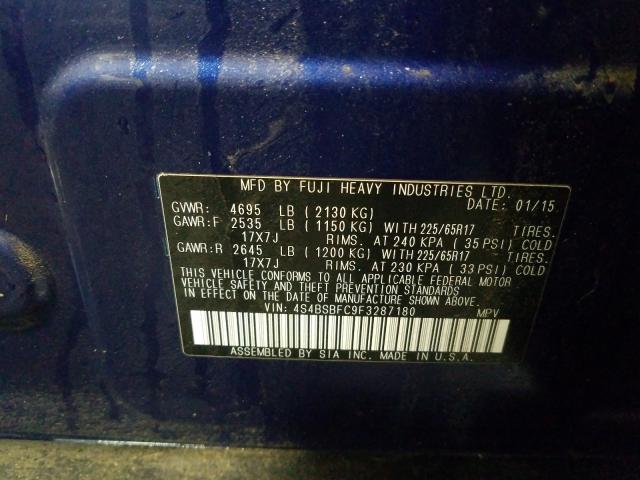 MFD BY FUJI HEAVY INDUSTRIES LTD.
DATE: 01/15
GVWR: 4695 LB (2130 KG)
GAWR:F 2535 LB (1150 KG) WITH 225/65R17 TIRES.
17X7J RIMS. AT 240 KPA (35 PSI) COLD
GAWR:R 2645 LB (1200 KG) WITH 225/65R17 TIRES.
17X7J RIMS. AT 230 KPA (33 PSI) COLD
THIS VEHICLE CONFORMS TO ALL APPLICABLE FEDERAL MOTOR
VEHICLE SAFETY AND THEFT PREVENTION STANDARDS
IN EFFECT ON THE DATE OF MANUFACTURE SHOWN ABOVE.
VIN: 4S4BSBFC9F3287180 MPV
ASSEMBLED BY SIA INC. MADE IN U.S.A.